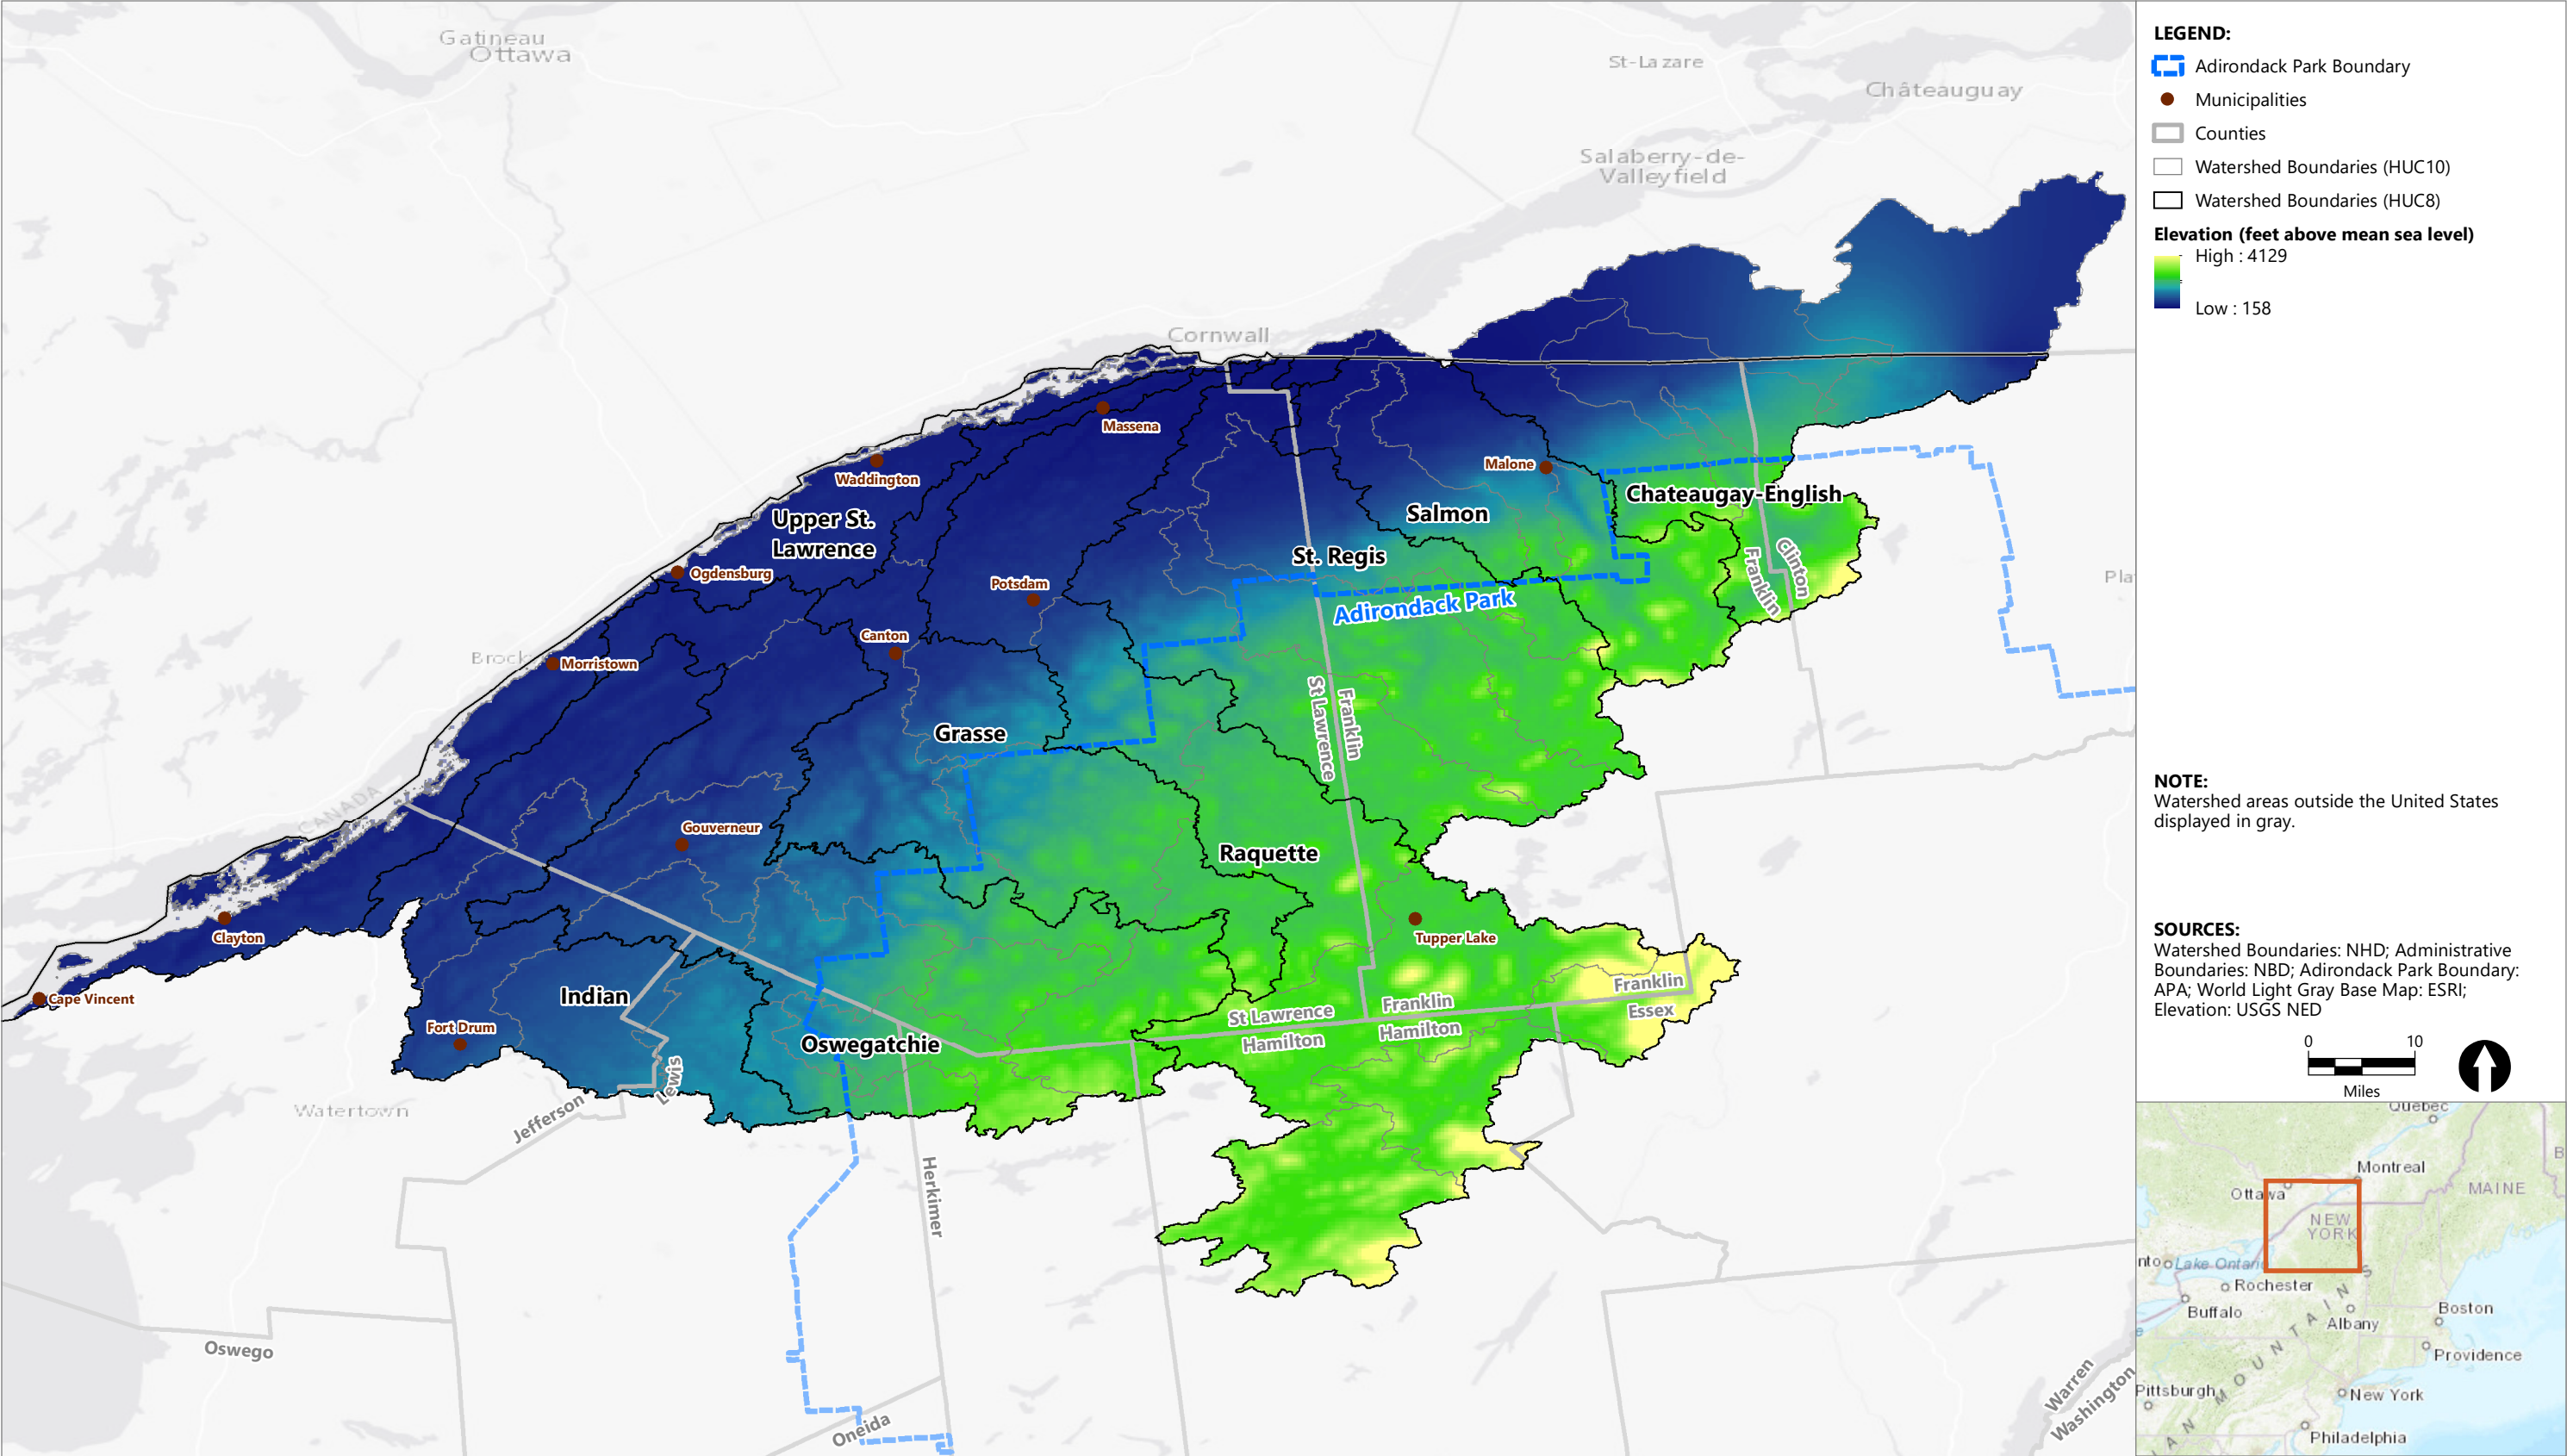 Gatineau
Ottawa
St-Lazare
Châteauguay
Salaberry-de-
Valleyfield
Cornwall
Massena
Waddington
Malone
Chateaugay-English
Upper St.
Lawrence
Salmon
St. Regis
Clinton
Franklin
Ogdensburg
Potsdam
Adirondack Park
Canton
Morristown
Franklin
St Lawrence
Grasse
CANADA
Gouverneur
Raquette
Clayton
Tupper Lake
Cape Vincent
Indian
Franklin
Essex
Franklin
St Lawrence
Hamilton
Hamilton
Fort Drum
Oswegatchie
Lewis
Jefferson
Watertown
Herkimer
Oswego
Oneida
Warren
Washington
LEGEND:
Adirondack Park Boundary
Municipalities
Counties
Watershed Boundaries (HUC10)
Watershed Boundaries (HUC8)
Elevation (feet above mean sea level)
High : 4129
Low : 158
NOTE:
Watershed areas outside the United States
displayed in gray.
SOURCES:
Watershed Boundaries: NHD; Administrative
Boundaries: NBD; Adirondack Park Boundary:
APA; World Light Gray Base Map: ESRI;
Elevation: USGS NED
0 10
Miles
Quebec
Montreal
Ottawa
MAINE
NEW
YORK
Lake Ontari
Rochester
Buffalo
Boston
Albany
Providence
MOUNTAINS
Pittsburgh
New York
Philadelphia